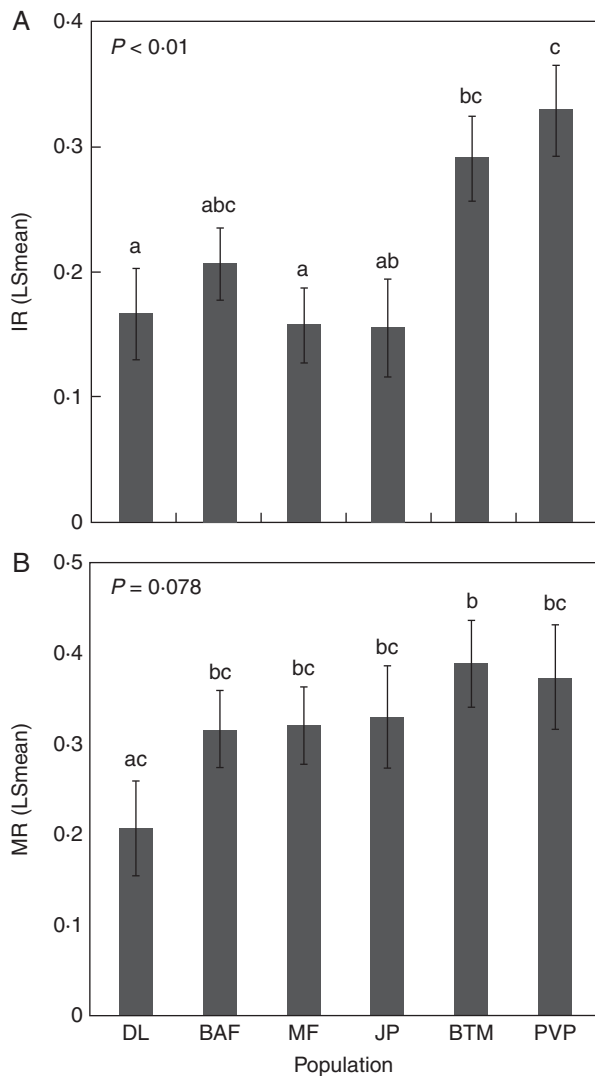 A
P < 0·01
IR (LSmean)
0·4
0·3
0·2
0·1
0
a
abc
a
ab
bc
c
B
P = 0·078
MR (LSmean)
0·5
0·4
0·3
0·2
0·1
0
ac
bc
bc
bc
b
bc
DL BAF MF JP BTM PVP
Population